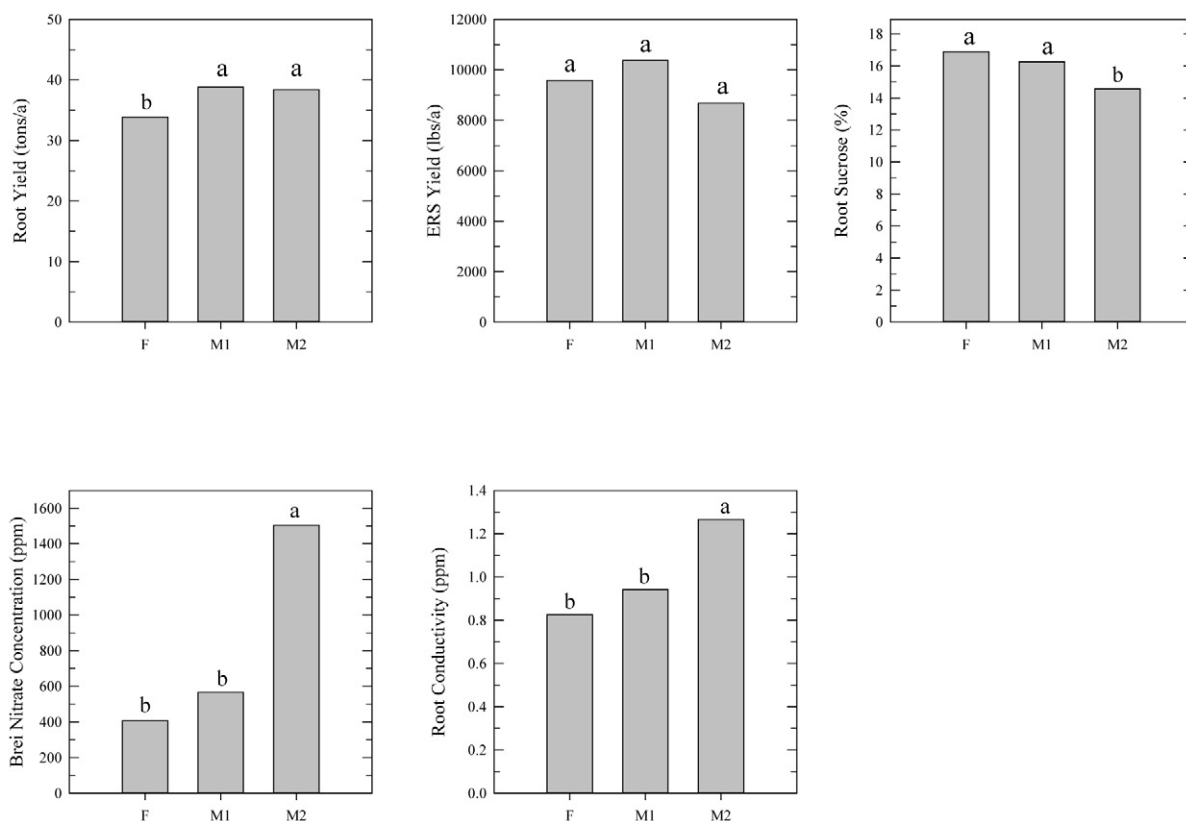 Root Yield (tons/a)
50
40
30
20
10
0
b
a
a
F
M1
M2
ERS Yield (lbs/a)
12000
10000
8000
6000
4000
2000
0
a
a
a
F
M1
M2
Root Sucrose (%)
18
16
14
12
10
8
6
4
2
0
a
a
b
F
M1
M2
Brei Nitrate Concentration (ppm)
1600
1400
1200
1000
800
600
400
200
0
b
b
a
F
M1
M2
Root Conductivity (ppm)
1.4
1.2
1.0
0.8
0.6
0.4
0.2
0.0
b
b
a
F
M1
M2